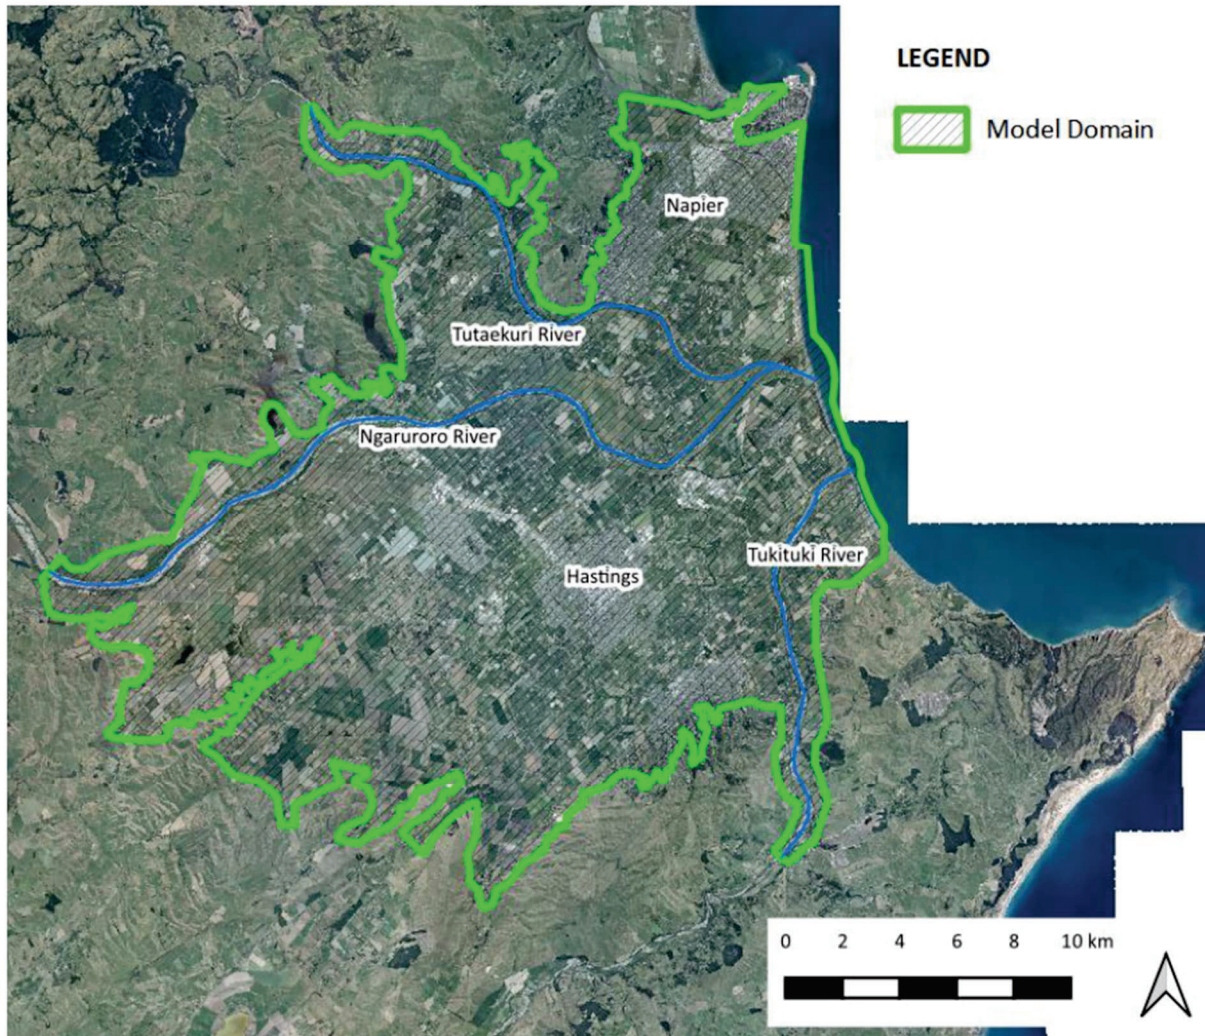 LEGEND
Model Domain
Napier
Tutaekuri River
Ngaruroro River
Tukituki River
Hastings
0 2 4 6 8 10 km